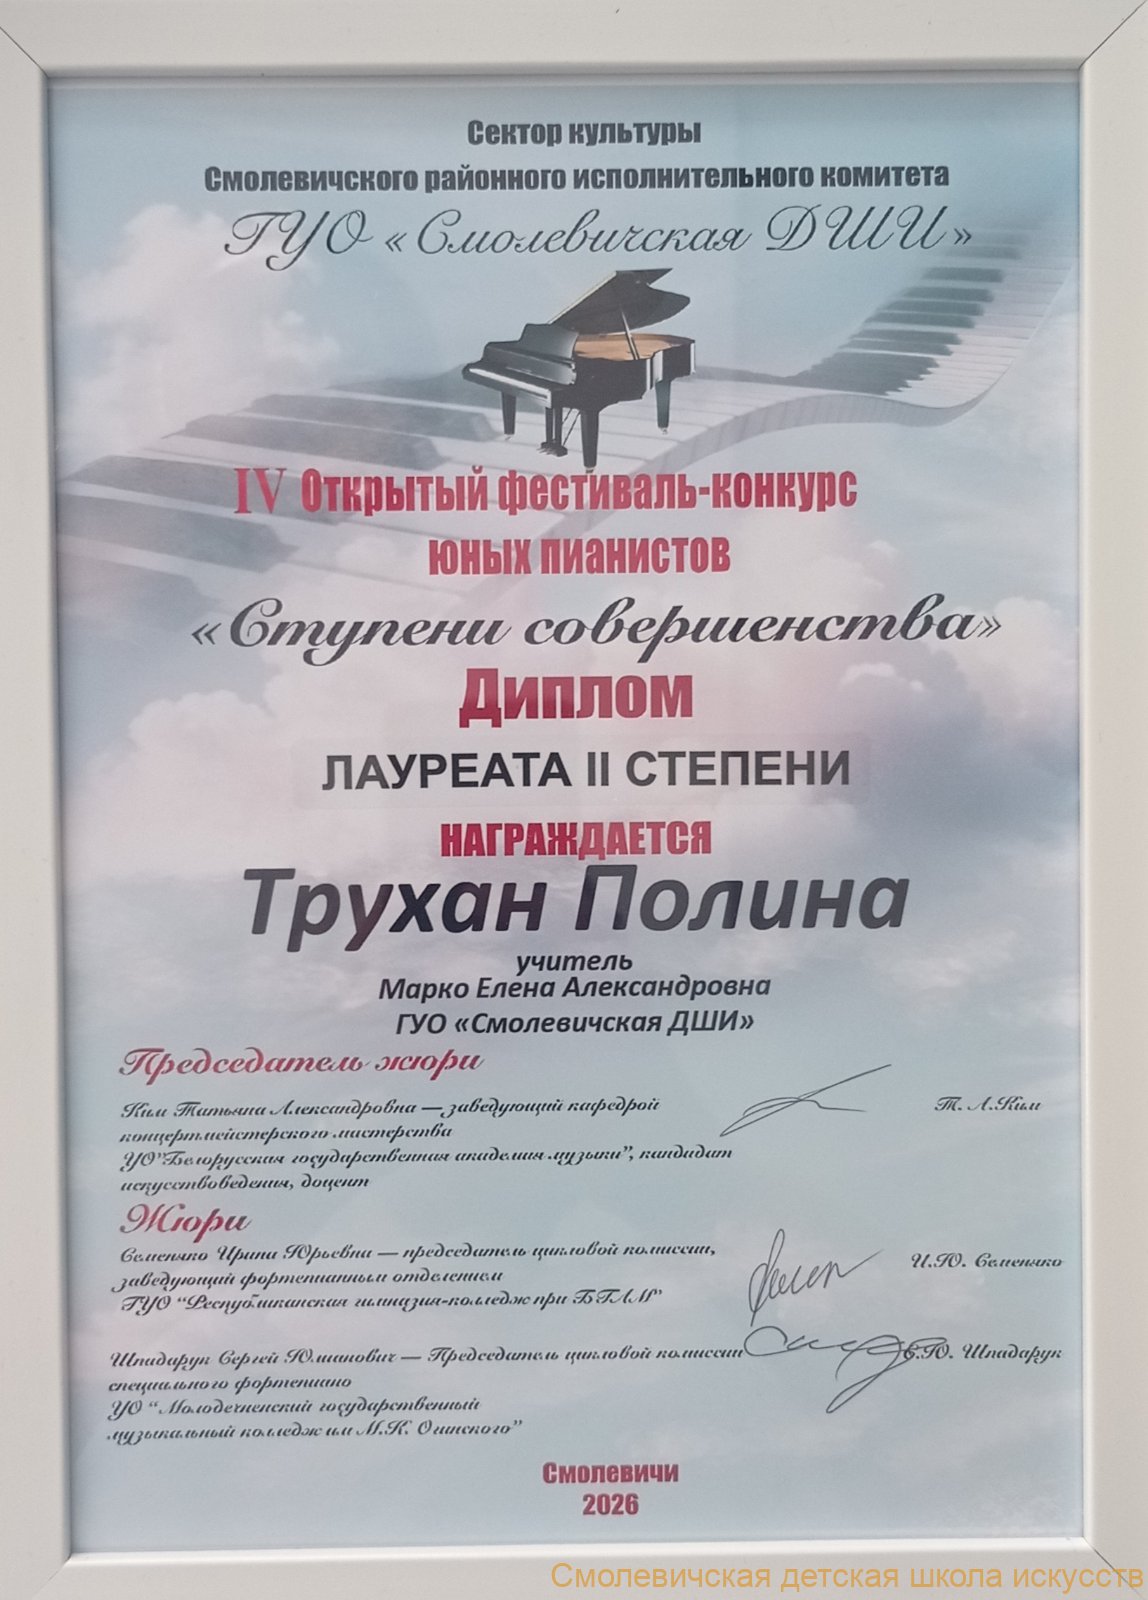 Сектор культуры
Смолевичского районного исполнительного комитета
ГУО «Смолевичская ДШИ»
IV Открытый фестиваль-конкурс
юных пианистов
«Ступени совершенства»
Диплом
ЛАУРЕАТА II СТЕПЕНИ
НАГРАЖДАЕТСЯ
Трухан Полина
учитель
Марко Елена Александровна
ГУО «Смолевичская ДШИ»
Председатель жюри
Ким Татьяна Александровна — заведующий кафедрой
Т. А.Ким
концертмейстерского мастерства
УО"Белорусская государственная академия музыки", кандидат
искусствоведения, доцент
Жюри
Семеняко Ирина Юрьевна — председатель цикловой комиссии,
И.Ю. Семеняко
заведующий фортепианным отделением
ГУО "Республиканская гимназия-колледж при БГАМ"
Шпадарук Сергей Юлианович — Председатель цикловой комиссии
С.Ю. Шпадарук
специального фортепиано
УО "Молодечненский государственный
музыкальный колледж им М.К. Огинского"
Смолевичи
2026
Смолевичская детская школа искусств